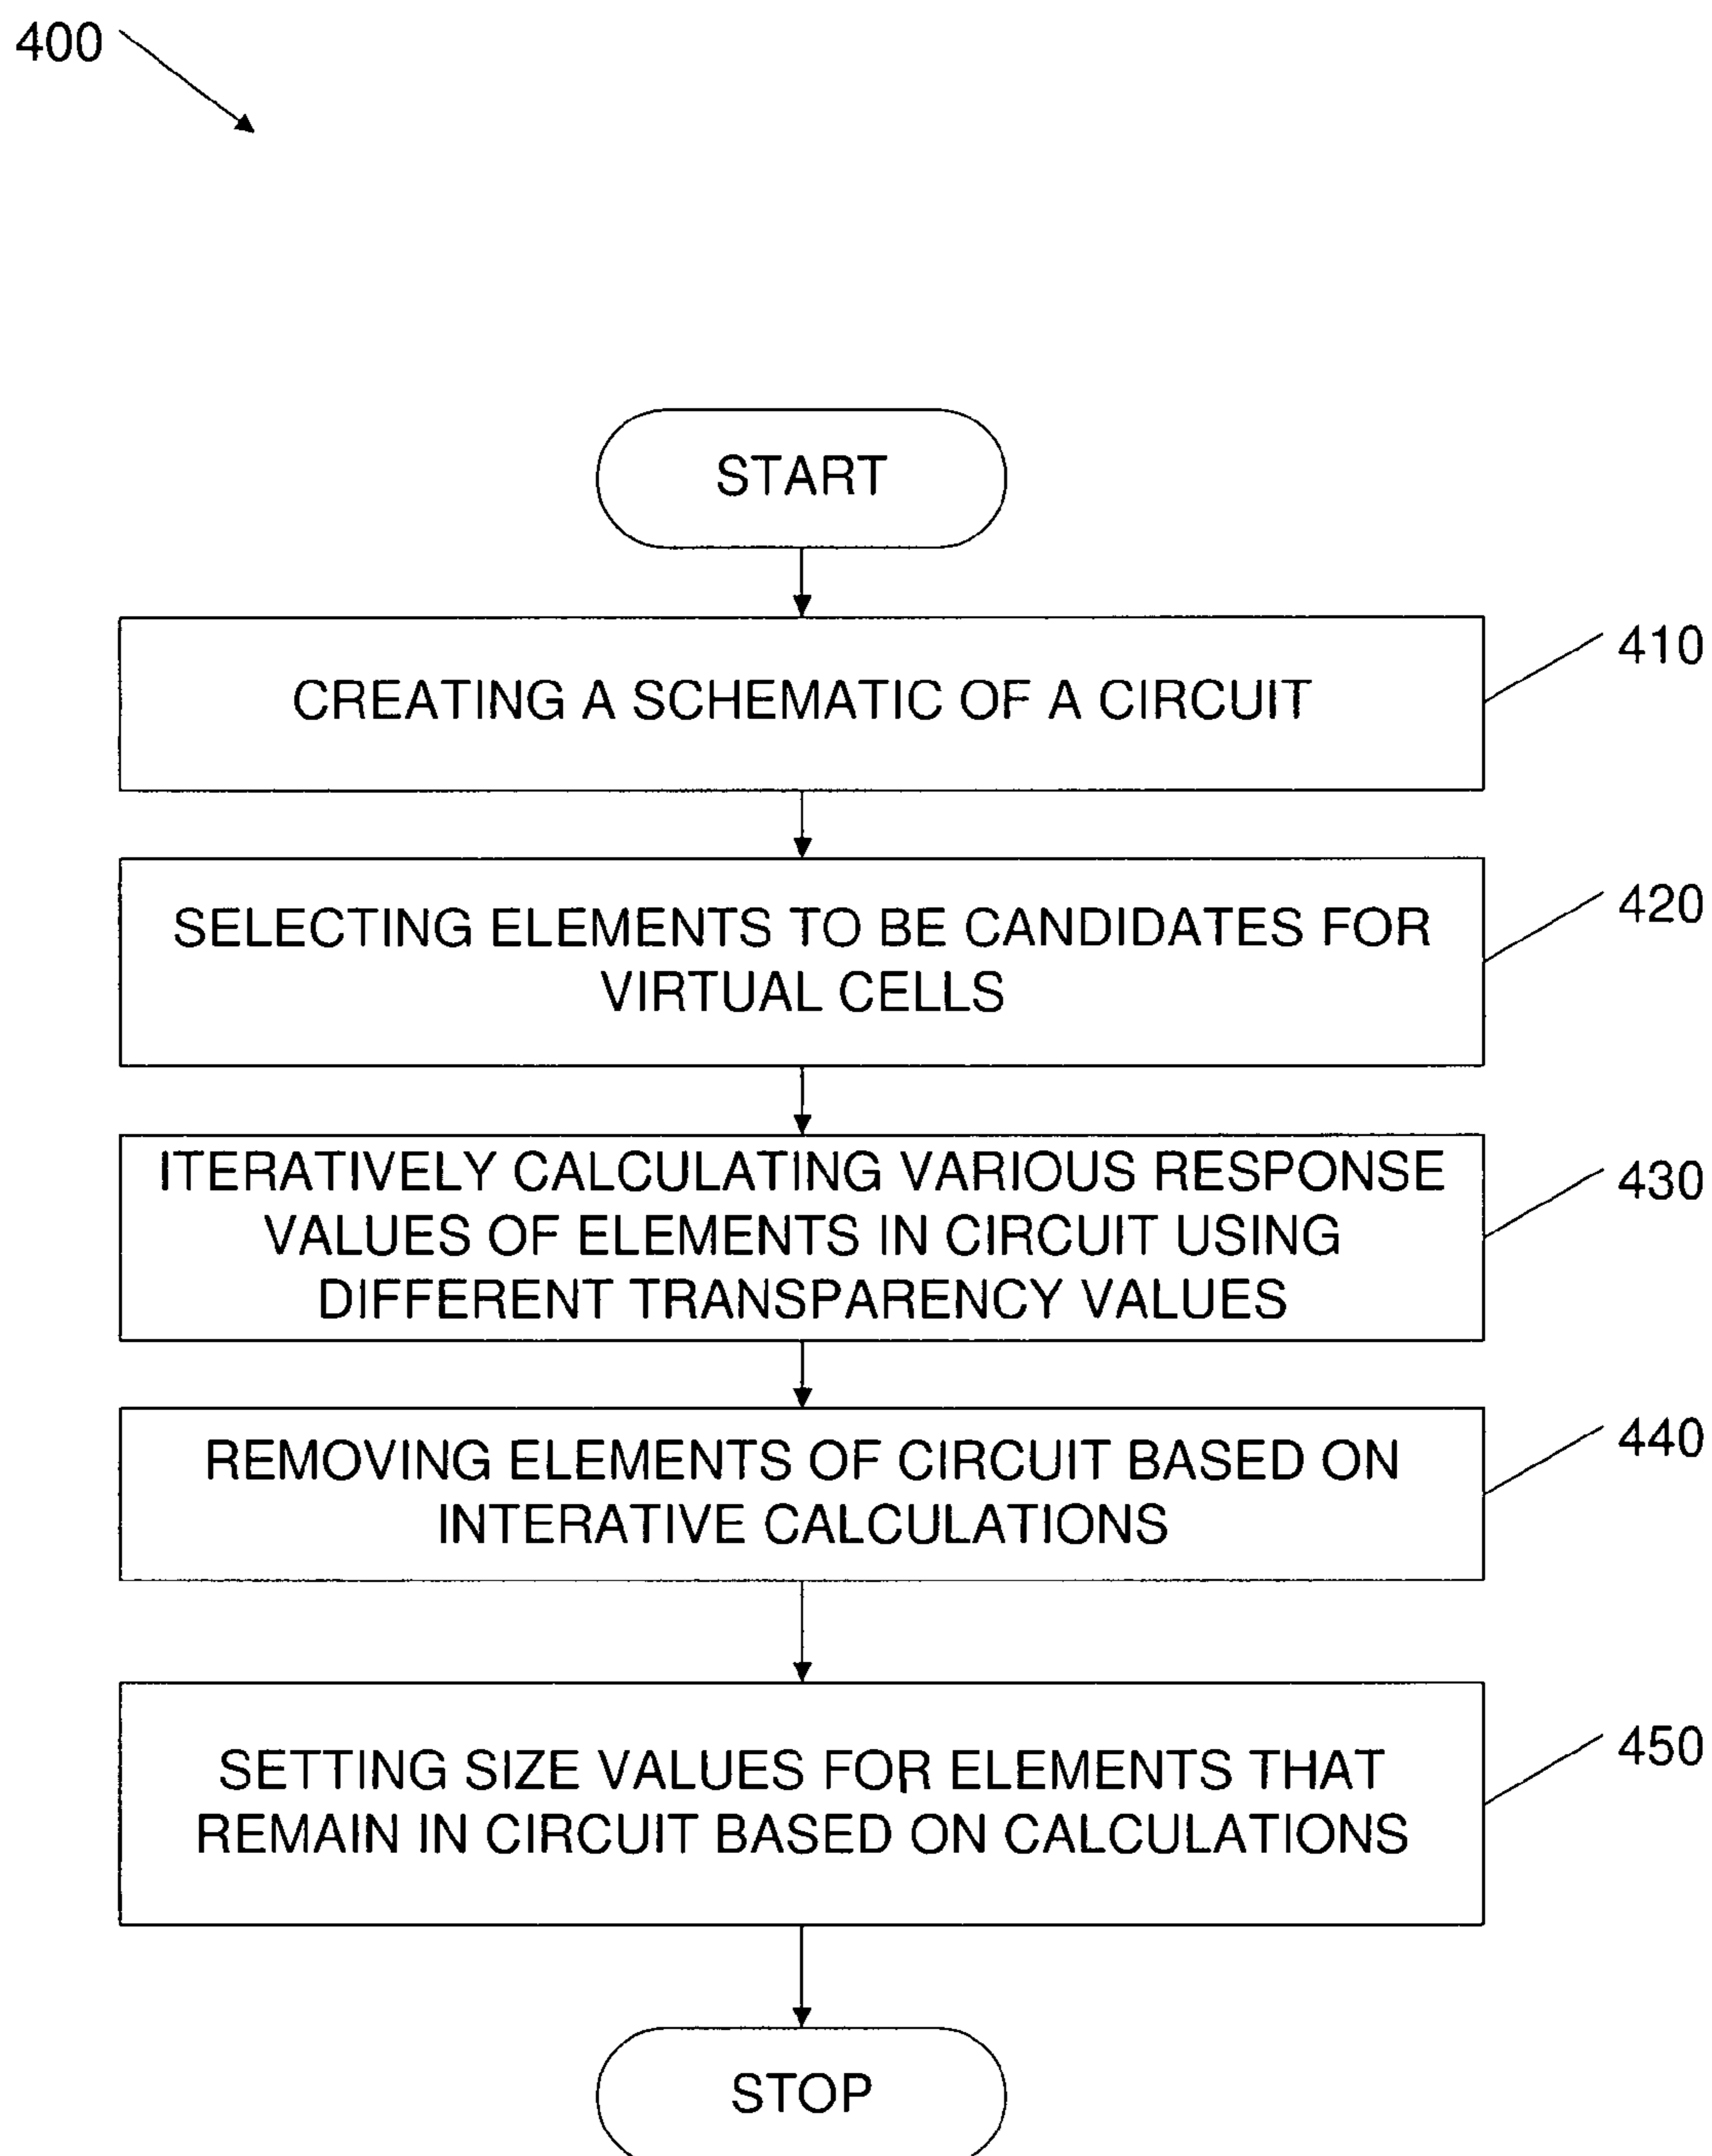 400
START
CREATING A SCHEMATIC OF A CIRCUIT
410
SELECTING ELEMENTS TO BE CANDIDATES FOR
VIRTUAL CELLS
420
ITERATIVELY CALCULATING VARIOUS RESPONSE
VALUES OF ELEMENTS IN CIRCUIT USING
DIFFERENT TRANSPARENCY VALUES
430
REMOVING ELEMENTS OF CIRCUIT BASED ON
INTERATIVE CALCULATIONS
440
SETTING SIZE VALUES FOR ELEMENTS THAT
REMAIN IN CIRCUIT BASED ON CALCULATIONS
450
STOP